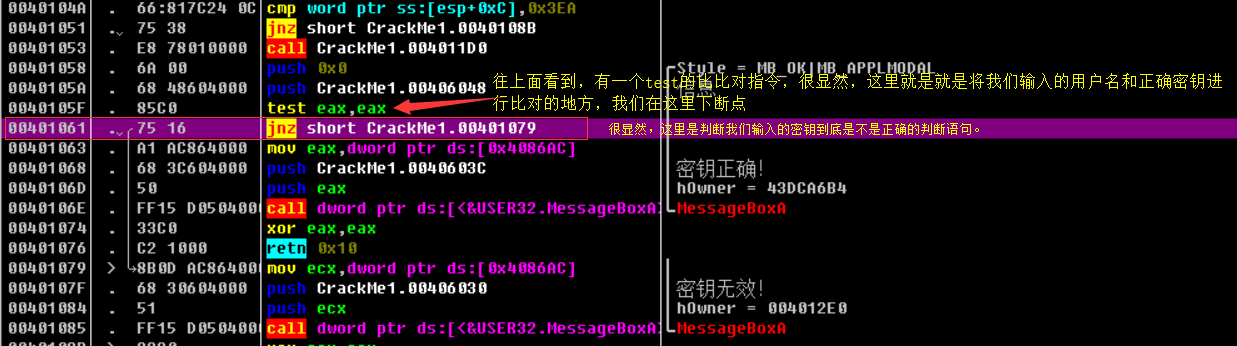 0040104A . 66:817C24 0C cmp word ptr ss:[esp+0xC],0x3EA
00401051 . 75 38 jnz short CrackMe1.0040108B
00401053 . E8 78010000 call CrackMe1.004011D0
00401058 . 6A 00 push 0x0 Style = MB_OK|MB_APPLMODAL
0040105A . 68 48604000 push CrackMe1.00406048 往上面看到，有一个test的比比对指令，很显然，这里就是就是将我们输入的用户名和正确密钥进
0040105F . 85C0 test eax,eax 行比对的地方，我们在这里下断点
00401061 . 75 16 jnz short CrackMe1.00401079 很显然，这里是判断我们输入的密钥到底是不是正确的判断语句。
00401063 . A1 AC864000 mov eax,dword ptr ds:[0x4086AC]
00401068 . 68 3C604000 push CrackMe1.0040603C 密钥正确!
0040106D . 50 push eax hOwner = 43DCA6B4
0040106E . FF15 D0504000 call dword ptr ds:[<&USER32.MessageBoxA> MessageBoxA
00401074 . 33C0 xor eax,eax
00401076 . C2 1000 retn 0x10
00401079 > 8B0D AC864000 mov ecx,dword ptr ds:[0x4086AC]
0040107F . 68 30604000 push CrackMe1.00406030 密钥无效!
00401084 . 51 push ecx hOwner = 004012E0
00401085 . FF15 D0504000 call dword ptr ds:[<&USER32.MessageBoxA> MessageBoxA